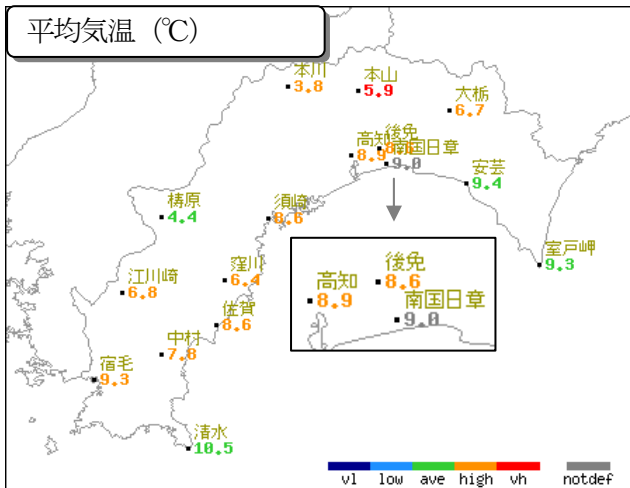 平均気温 (℃)
本川
3.8
本山
5.9
大栃
6.7
高知
8.9
後免
8.6
南国日章
9.0
安芸
9.4
梼原
4.4
須崎
8.6
室戸岬
9.3
江川崎
6.8
窪川
6.4
佐賀
8.6
高知
8.9
後免
8.6
南国日章
9.0
中村
7.8
宿毛
9.3
清水
10.5
vl low ave high vh notdef